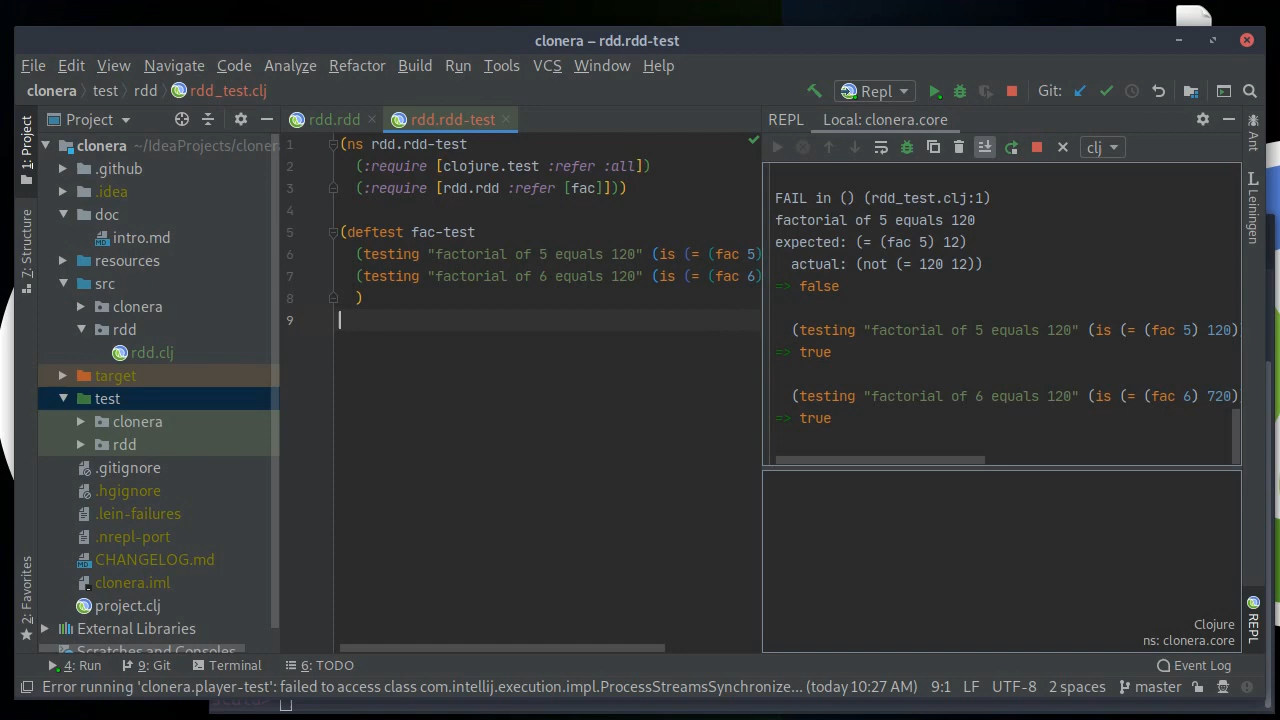 clonera – rdd.rdd-test
File Edit View Navigate Code Analyze Refactor Build Run Tools VCS Window Help
clonera test rdd rdd_test.clj Repl Git:
1: Project
7: Structure
2: Favorites
Project
clonera ~/IdeaProjects/cloner
.github
.idea
doc
intro.md
resources
src
clonera
rdd
rdd.clj
target
test
clonera
rdd
.gitignore
.hgignore
.lein-failures
.nrepl-port
CHANGELOG.md
clonera.iml
project.clj
External Libraries
Scratches and Consoles
rdd.rdd rdd.rdd-test
1 (ns rdd.rdd-test
2 (:require [clojure.test :refer :all])
3 (:require [rdd.rdd :refer [fac]]))
4
5 (deftest fac-test
6 (testing "factorial of 5 equals 120" (is (= (fac 5)
7 (testing "factorial of 6 equals 120" (is (= (fac 6)
8 )
9
REPL Local: clonera.core
clj
FAIL in () (rdd_test.clj:1)
factorial of 5 equals 120
expected: (= (fac 5) 12)
actual: (not (= 120 12))
=> false
(testing "factorial of 5 equals 120" (is (= (fac 5) 120)
=> true
(testing "factorial of 6 equals 120" (is (= (fac 6) 720)
=> true
Clojure
ns: clonera.core
Ant
Leiningen
REPL
4: Run 9: Git Terminal 6: TODO Event Log
Error running 'clonera.player-test': failed to access class com.intellij.execution.impl.ProcessStreamsSynchronize... (today 10:27 AM) 9:1 LF UTF-8 2 spaces master